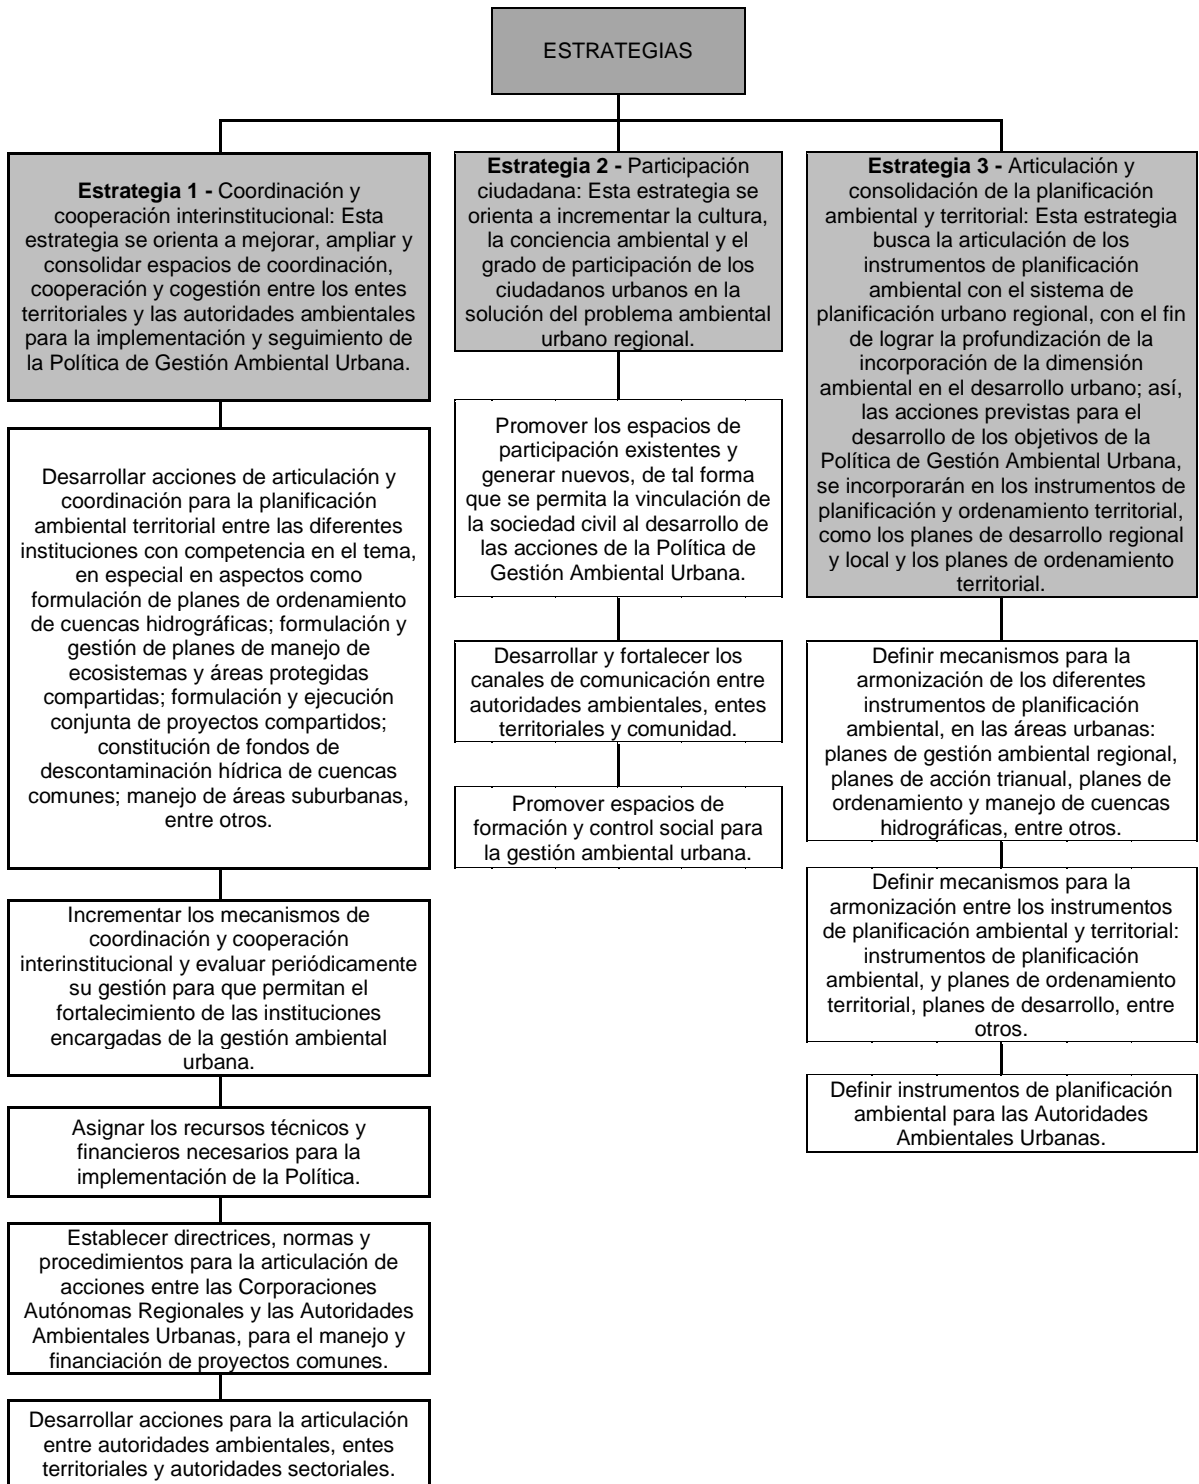 ESTRATEGIAS
Estrategia 1 - Coordinación y
cooperación interinstitucional: Esta
estrategia se orienta a mejorar, ampliar y
consolidar espacios de coordinación,
cooperación y cogestión entre los entes
territoriales y las autoridades ambientales
para la implementación y seguimiento de
la Política de Gestión Ambiental Urbana.
Desarrollar acciones de articulación y
coordinación para la planificación
ambiental territorial entre las diferentes
instituciones con competencia en el tema,
en especial en aspectos como
formulación de planes de ordenamiento
de cuencas hidrográficas; formulación y
gestión de planes de manejo de
ecosistemas y áreas protegidas
compartidas; formulación y ejecución
conjunta de proyectos compartidos;
constitución de fondos de
descontaminación hídrica de cuencas
comunes; manejo de áreas suburbanas,
entre otros.
Incrementar los mecanismos de
coordinación y cooperación
interinstitucional y evaluar periódicamente
su gestión para que permitan el
fortalecimiento de las instituciones
encargadas de la gestión ambiental
urbana.
Asignar los recursos técnicos y
financieros necesarios para la
implementación de la Política.
Establecer directrices, normas y
procedimientos para la articulación de
acciones entre las Corporaciones
Autónomas Regionales y las Autoridades
Ambientales Urbanas, para el manejo y
financiación de proyectos comunes.
Desarrollar acciones para la articulación
entre autoridades ambientales, entes
territoriales y autoridades sectoriales.
Estrategia 2 - Participación
ciudadana: Esta estrategia se
orienta a incrementar la cultura,
la conciencia ambiental y el
grado de participación de los
ciudadanos urbanos en la
solución del problema ambiental
urbano regional.
Promover los espacios de
participación existentes y
generar nuevos, de tal forma
que se permita la vinculación de
la sociedad civil al desarrollo de
las acciones de la Política de
Gestión Ambiental Urbana.
Desarrollar y fortalecer los
canales de comunicación entre
autoridades ambientales, entes
territoriales y comunidad.
Promover espacios de
formación y control social para
la gestión ambiental urbana.
Estrategia 3 - Articulación y
consolidación de la planificación
ambiental y territorial: Esta estrategia
busca la articulación de los
instrumentos de planificación
ambiental con el sistema de
planificación urbano regional, con el fin
de lograr la profundización de la
incorporación de la dimensión
ambiental en el desarrollo urbano; así,
las acciones previstas para el
desarrollo de los objetivos de la
Política de Gestión Ambiental Urbana,
se incorporarán en los instrumentos de
planificación y ordenamiento territorial,
como los planes de desarrollo regional
y local y los planes de ordenamiento
territorial.
Definir mecanismos para la
armonización de los diferentes
instrumentos de planificación
ambiental, en las áreas urbanas:
planes de gestión ambiental regional,
planes de acción trianual, planes de
ordenamiento y manejo de cuencas
hidrográficas, entre otros.
Definir mecanismos para la
armonización entre los instrumentos
de planificación ambiental y territorial:
instrumentos de planificación
ambiental, y planes de ordenamiento
territorial, planes de desarrollo, entre
otros.
Definir instrumentos de planificación
ambiental para las Autoridades
Ambientales Urbanas.